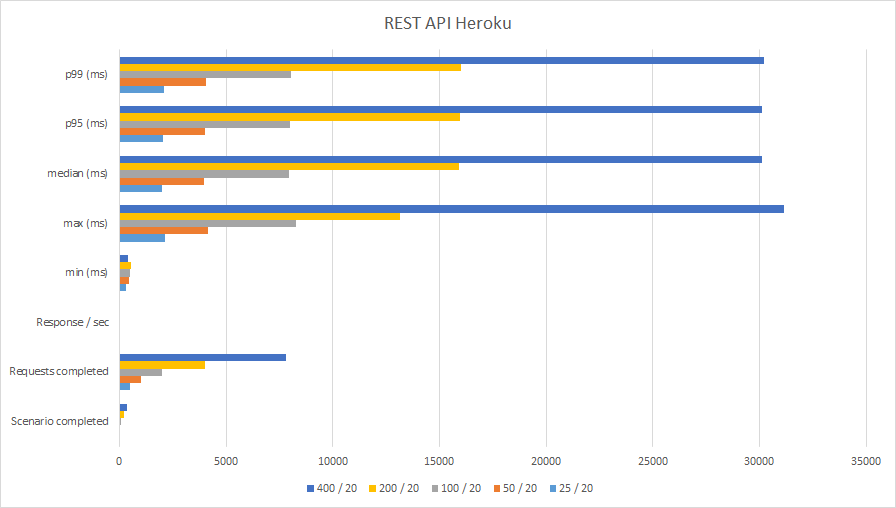 REST API Heroku
p99 (ms)
p95 (ms)
median (ms)
max (ms)
min (ms)
Response / sec
Requests completed
Scenario completed
0 5000 10000 15000 20000 25000 30000 35000
400 / 20 200 / 20 100 / 20 50 / 20 25 / 20